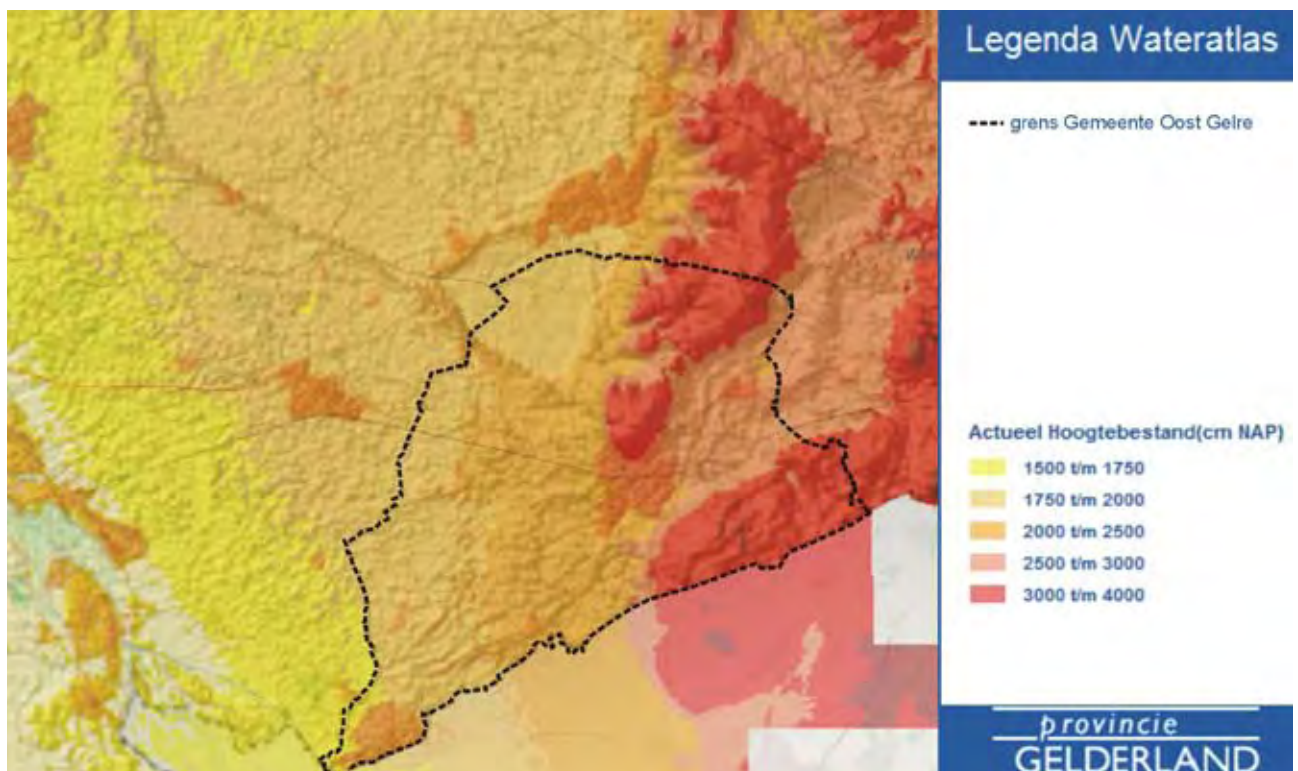 Legenda Wateratlas
grens Gemeente Oost Gelre
Actueel Hoogtebestand(cm NAP)
1500 t/m 1750
1750 t/m 2000
2000 t/m 2500
2500 t/m 3000
3000 t/m 4000
provincie
GELDERLAND